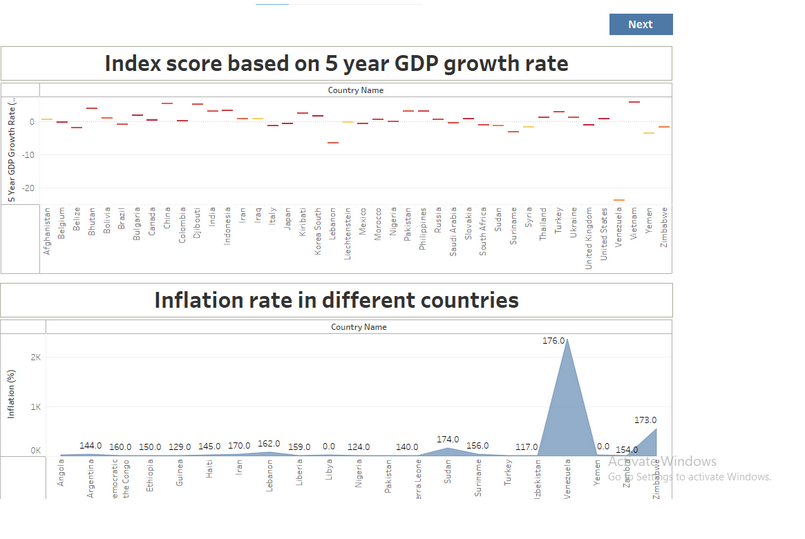 Next
Index score based on 5 year GDP growth rate
Country Name
5 Year GDP Growth Rate (..
0
-10
-20
Afghanistan
Belgium
Belize
Bhutan
Bolivia
Brazil
Bulgaria
Canada
China
Colombia
Djibouti
India
Indonesia
Iran
Iraq
Italy
Japan
Kiribati
Korea South
Lebanon
Liechtenstein
Mexico
Morocco
Nigeria
Pakistan
Philippines
Russia
Saudi Arabia
Slovakia
South Africa
Sudan
Suriname
Syria
Thailand
Turkey
Ukraine
United Kingdom
United States
Venezuela
Vietnam
Yemen
Zimbabwe
Inflation rate in different countries
Country Name
Inflation (%)
2K
1K
0K
144.0
160.0
150.0
129.0
145.0
170.0
162.0
159.0
0.0
124.0
140.0
174.0
156.0
117.0
176.0
0.0
154.0
173.0
Angola
Argentina
emocratic
the Congo
Ethiopia
Guinea
Haiti
Iran
Lebanon
Liberia
Libya
Nigeria
Pakistan
erra Leone
Sudan
Suriname
Turkey
Uzbekistan
Venezuela
Yemen
Zambia
Zimbabwe
Activate Windows
Go to Settings to activate Windows.